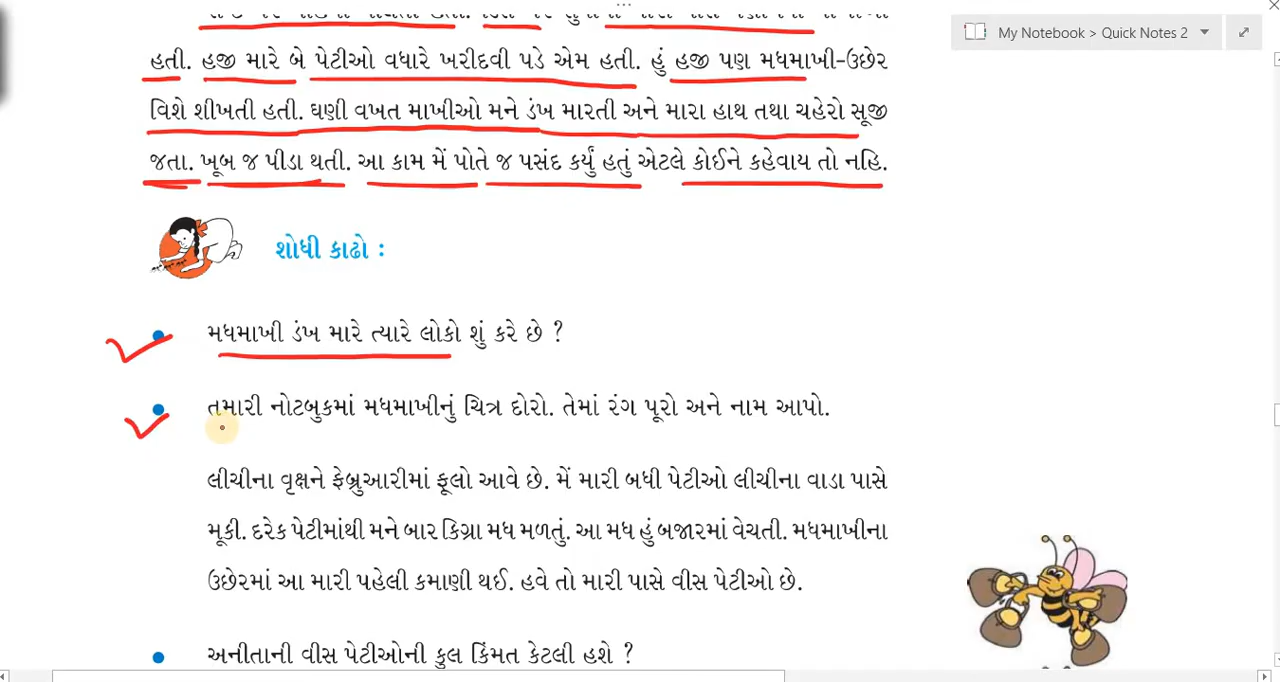 My Notebook > Quick Notes 2
હતી. હજી મારે બે પેટીઓ વધારે ખરીદવી પડે એમ હતી. હું હજી પણ મધમાખી-ઉછેર
વિશે શીખતી હતી. ઘણી વખત માખીઓ મને ડંખ મારતી અને મારા હાથ તથા ચહેરો સૂજી
જતા. ખૂબ જ પીડા થતી. આ કામ મેં પોતે જ પસંદ કર્યું હતું એટલે કોઈને કહેવાય તો નહિ.
શોધી કાઢો :
મધમાખી ડંખ મારે ત્યારે લોકો શું કરે છે ?
તમારી નોટબુકમાં મધમાખીનું ચિત્ર દોરો. તેમાં રંગ પૂરો અને નામ આપો.
લીચીના વૃક્ષને ફેબ્રુઆરીમાં ફૂલો આવે છે. મેં મારી બધી પેટીઓ લીચીના વાડા પાસે
મૂકી. દરેક પેટીમાંથી મને બાર કિગ્રા મધ મળતું. આ મધ હું બજારમાં વેચતી. મધમાખીના
ઉછેરમાં આ મારી પહેલી કમાણી થઈ. હવે તો મારી પાસે વીસ પેટીઓ છે.
અનીતાની વીસ પેટીઓની કુલ કિંમત કેટલી હશે ?